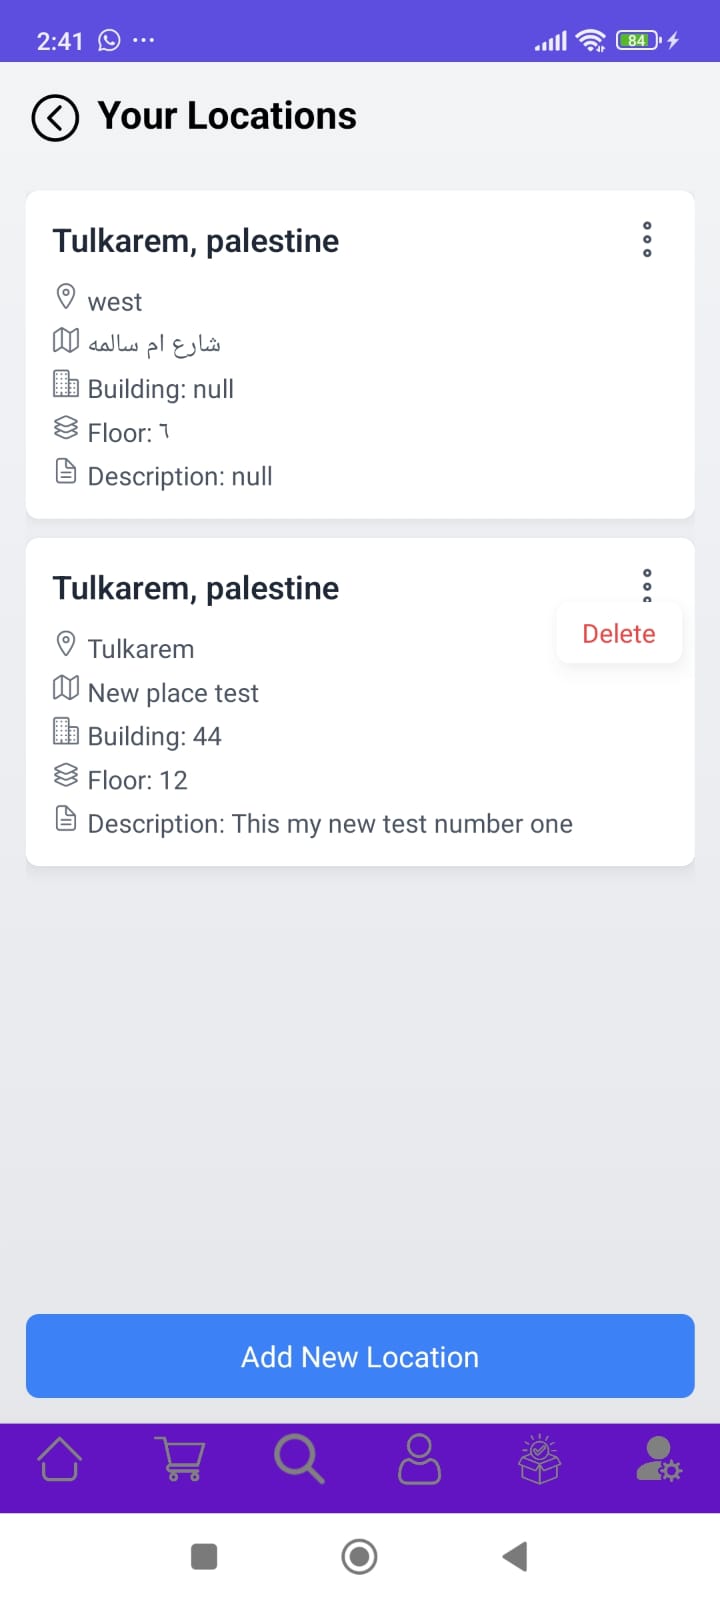 2:41
84
Your Locations
Tulkarem, palestine
west
شارع ام سالمه
Building: null
Floor: ٦
Description: null
Tulkarem, palestine
Delete
Tulkarem
New place test
Building: 44
Floor: 12
Description: This my new test number one
Add New Location